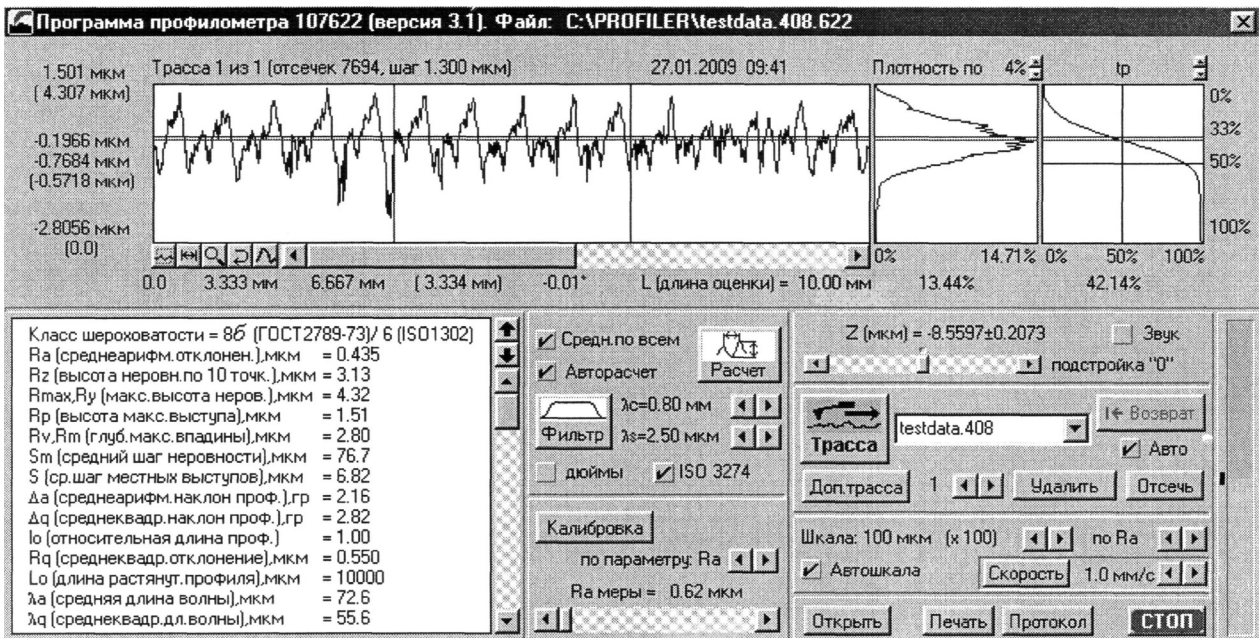 Программа профилометра 107622 (версия 3.1). Файл: C:\PROFILER\testdata.408.622
Трасса 1 из 1 (отсечек 7694, шаг 1.300 мкм) 27.01.2009 09:41 Плотность по 4% tp
1.501 мкм
(4.307 мкм)
-0.1966 мкм
-0.7684 мкм
(-0.5718 мкм)
-2.8056 мкм
(0.0)
0%
33%
50%
100%
0% 14.71% 0% 50% 100%
0.0 3.333 мм 6.667 мм (3.334 мм) -0.01° L (длина оценки) = 10.00 мм 13.44% 42.14%
Класс шероховатости = 8б (ГОСТ2789-73)/ 6 (ISO1302)
Ra (среднеарифм.отклонен.),мкм = 0.435
Rz (высота неровн.по 10 точк.),мкм = 3.13
Rmax,Ry (макс.высота неров.),мкм = 4.32
Rp (высота макс.выступа),мкм = 1.51
Rv,Rm (глуб.макс.впадины),мкм = 2.80
Sm (средний шаг неровности),мкм = 76.7
S (ср.шаг местных выступов),мкм = 6.82
Δa (среднеарифм.наклон проф.),гр = 2.16
Δq (среднеквадр.наклон проф.),гр = 2.82
lo (относительная длина проф.) = 1.00
Rq (среднеквадр.отклонение),мкм = 0.550
Lo (длина растянут.профиля),мкм = 10000
λa (средняя длина волны),мкм = 72.6
λq (среднеквадр.дл.волны),мкм = 55.6
Средн.по всем
Авторасчет
Расчет
Фильтр
λc=0.80 мм
λs=2.50 мкм
дюймы ISO 3274
Калибровка
по параметру: Ra
Ra меры = 0.62 мкм
Z (мкм) = -8.5597±0.2073 Звук
подстройка "0"
Трасса
testdata.408
Возврат
Авто
Доп.трасса 1 Удалить Отсечь
Шкала: 100 мкм (x 100) по Ra
Автошкала Скорость 1.0 мм/с
Открыть Печать Протокол СТОП